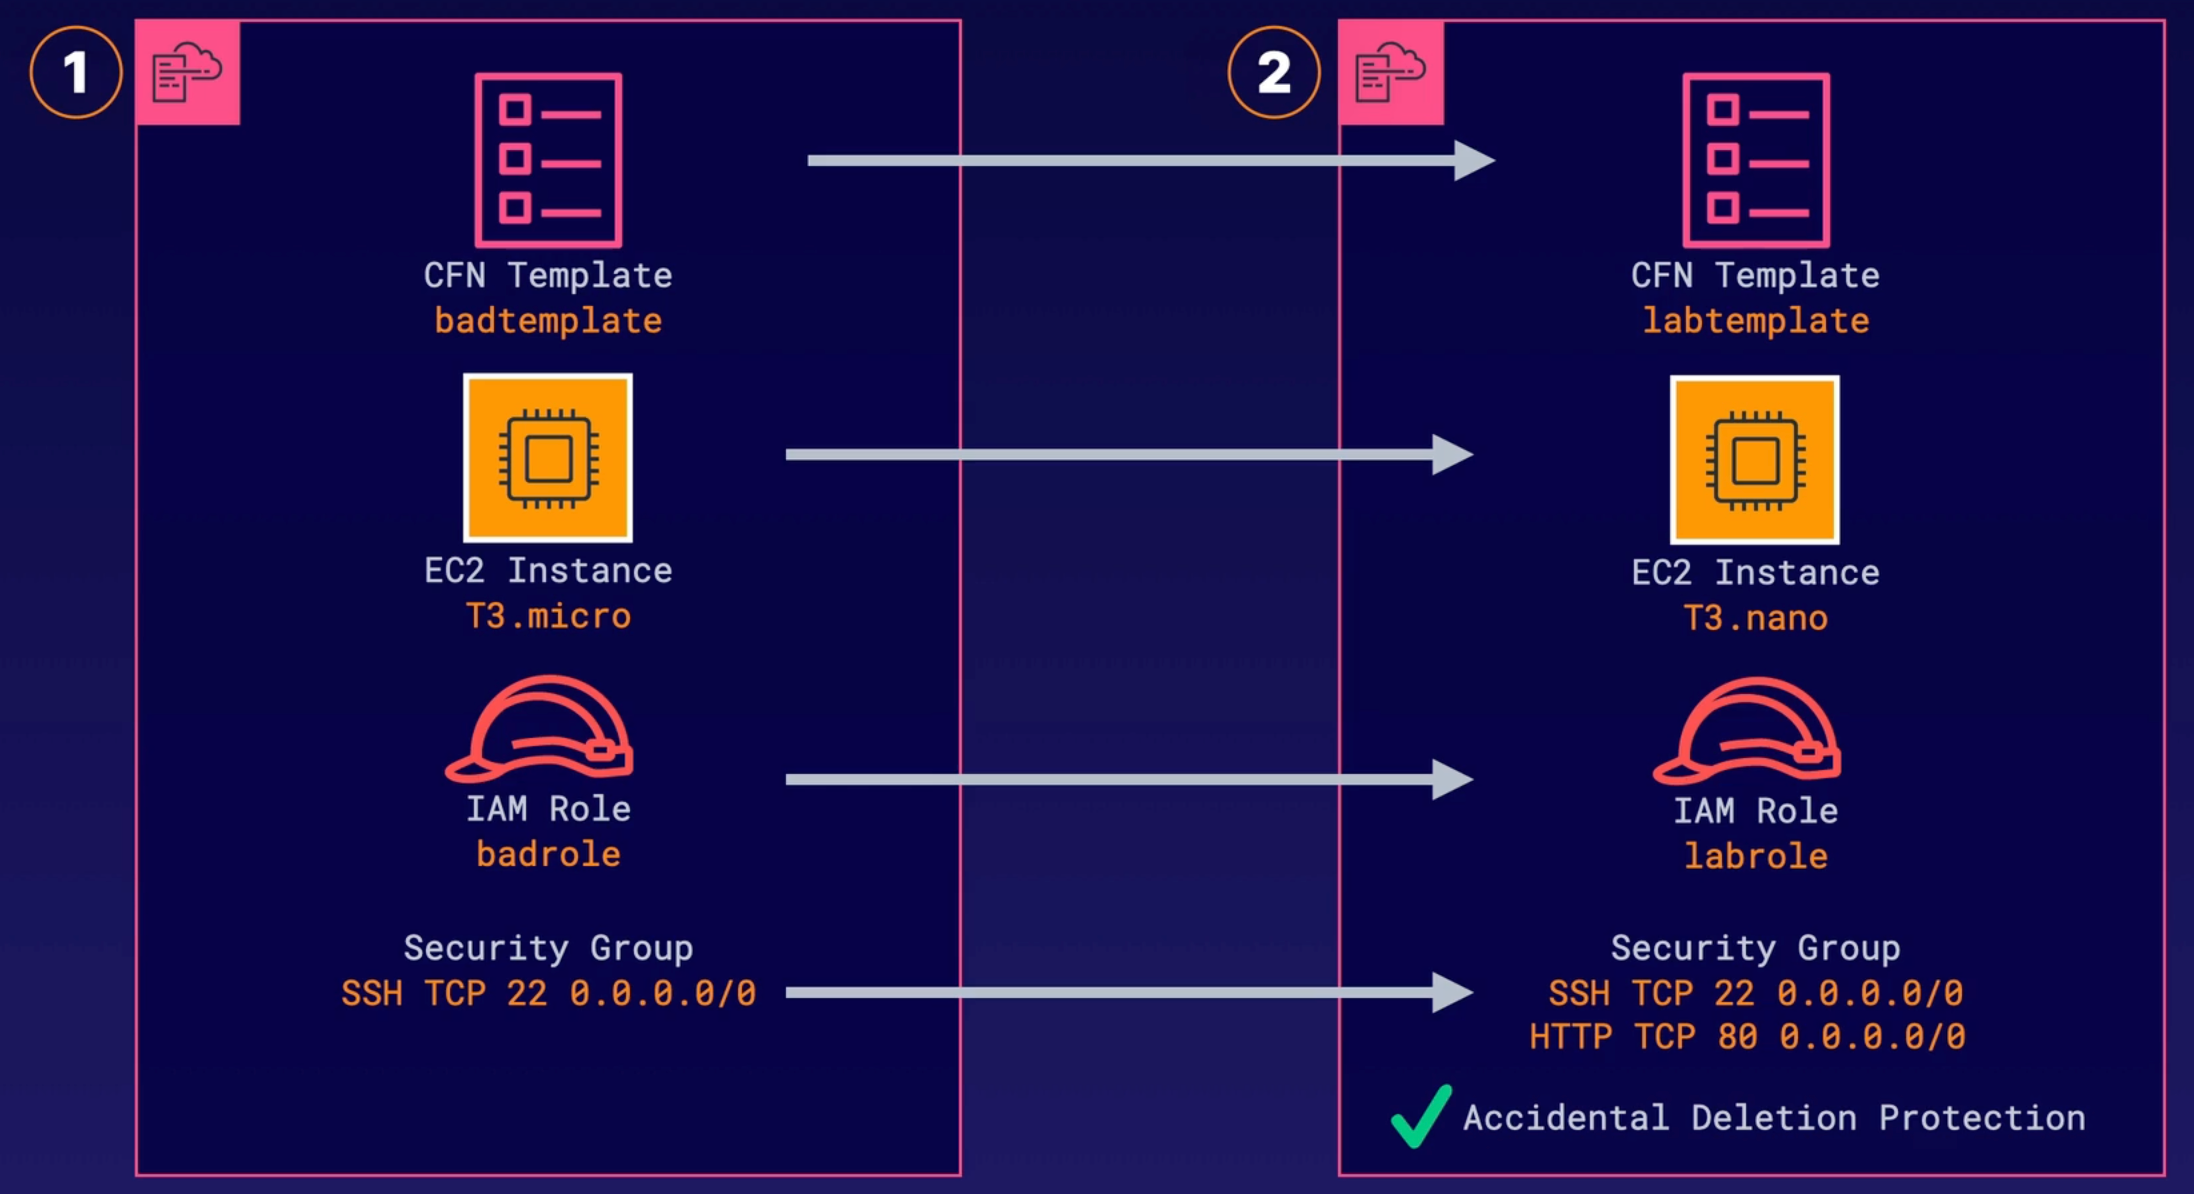 1
CFN Template
badtemplate
EC2 Instance
T3.micro
IAM Role
badrole
Security Group
SSH TCP 22 0.0.0.0/0
2
CFN Template
labtemplate
EC2 Instance
T3.nano
IAM Role
labrole
Security Group
SSH TCP 22 0.0.0.0/0
HTTP TCP 80 0.0.0.0/0
Accidental Deletion Protection